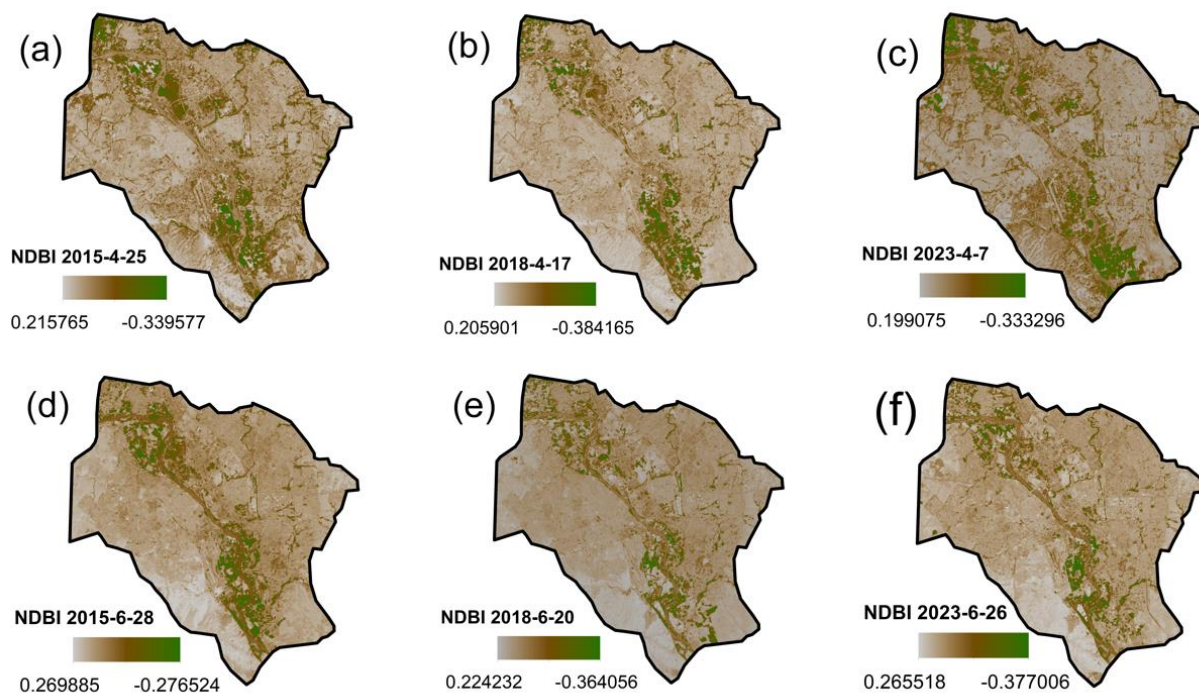 (a)
(b)
(c)
NDBI 2015-4-25
0.215765 -0.339577
NDBI 2018-4-17
0.205901 -0.384165
NDBI 2023-4-7
0.199075 -0.333296
(d)
(e)
(f)
NDBI 2015-6-28
0.269885 -0.276524
NDBI 2018-6-20
0.224232 -0.364056
NDBI 2023-6-26
0.265518 -0.377006